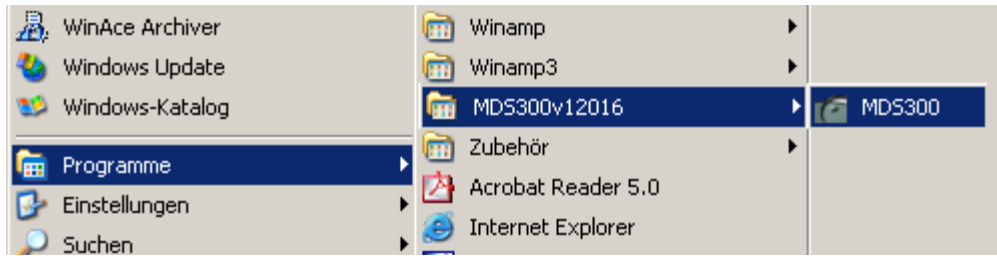 WinAce Archiver
Windows Update
Windows-Katalog
Programme
Einstellungen
Suchen
Winamp
Winamp3
MDS300v12016
Zubehör
Acrobat Reader 5.0
Internet Explorer
MDS300